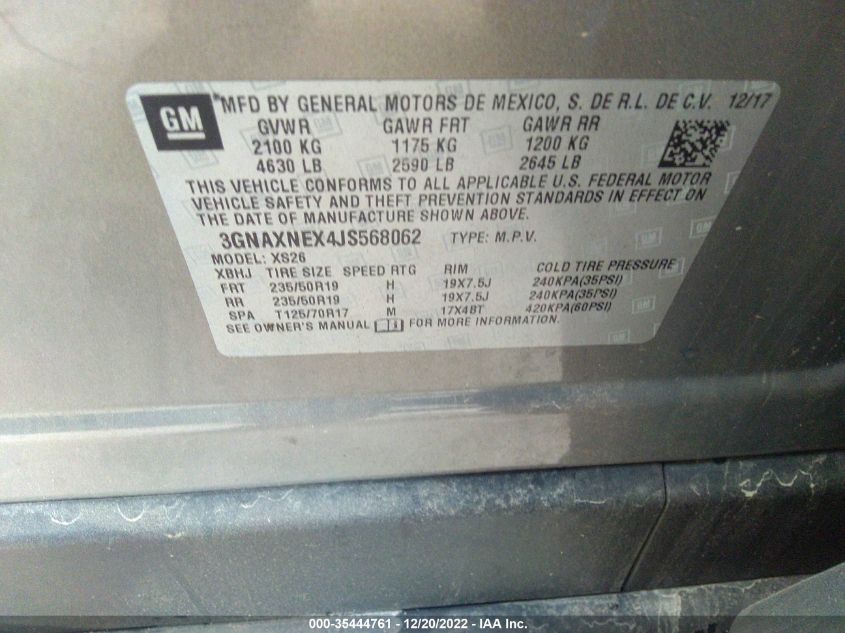 GM
*MFD BY GENERAL MOTORS DE MEXICO, S. DE R.L. DE C.V. 12/17
GVWR GAWR FRT GAWR RR
2100 KG 1175 KG 1200 KG
4630 LB 2590 LB 2645 LB
THIS VEHICLE CONFORMS TO ALL APPLICABLE U.S. FEDERAL MOTOR
VEHICLE SAFETY AND THEFT PREVENTION STANDARDS IN EFFECT ON
THE DATE OF MANUFACTURE SHOWN ABOVE.
3GNAXNEX4JS568062 TYPE: M.P.V.
MODEL: XS26
XBHJ TIRE SIZE SPEED RTG RIM COLD TIRE PRESSURE
FRT 235/50R19 H 19X7.5J 240KPA(35PSI)
RR 235/50R19 H 19X7.5J 240KPA(35PSI)
SPA T125/70R17 M 17X4BT 420KPA(60PSI)
SEE OWNER'S MANUAL FOR MORE INFORMATION.
000-35444761 - 12/20/2022 - IAA Inc.